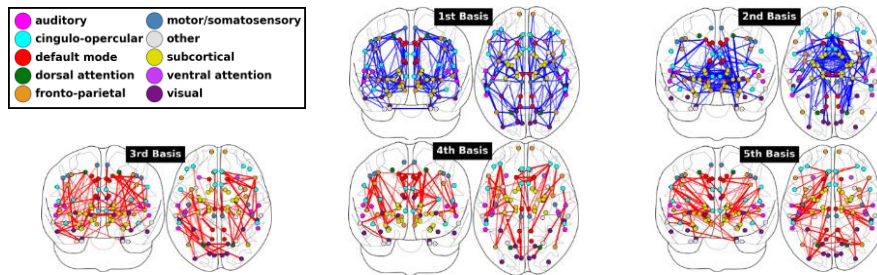 auditory
cingulo-opercular
default mode
dorsal attention
fronto-parietal
motor/somatosensory
other
subcortical
ventral attention
visual
1st Basis
2nd Basis
3rd Basis
4th Basis
5th Basis